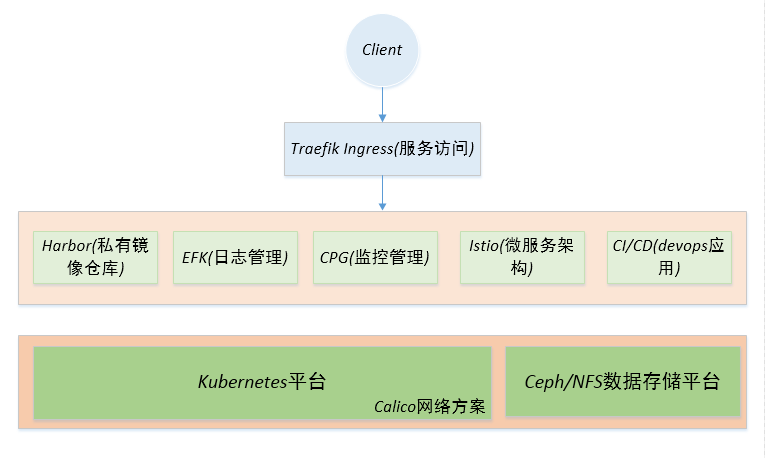 Client
Traefik Ingress(服务访问)
Harbor(私有镜
像仓库)
EFK(日志管理)
CPG(监控管理)
Istio(微服务架
构)
CI/CD(devops应
用)
Kubernetes平台
Calico网络方案
Ceph/NFS数据存储平台